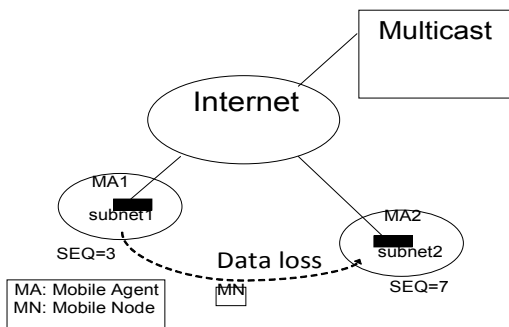 Multicast
Internet
MA1
subnet1
SEQ=3
MA2
subnet2
SEQ=7
Data loss
MN
MA: Mobile Agent
MN: Mobile Node